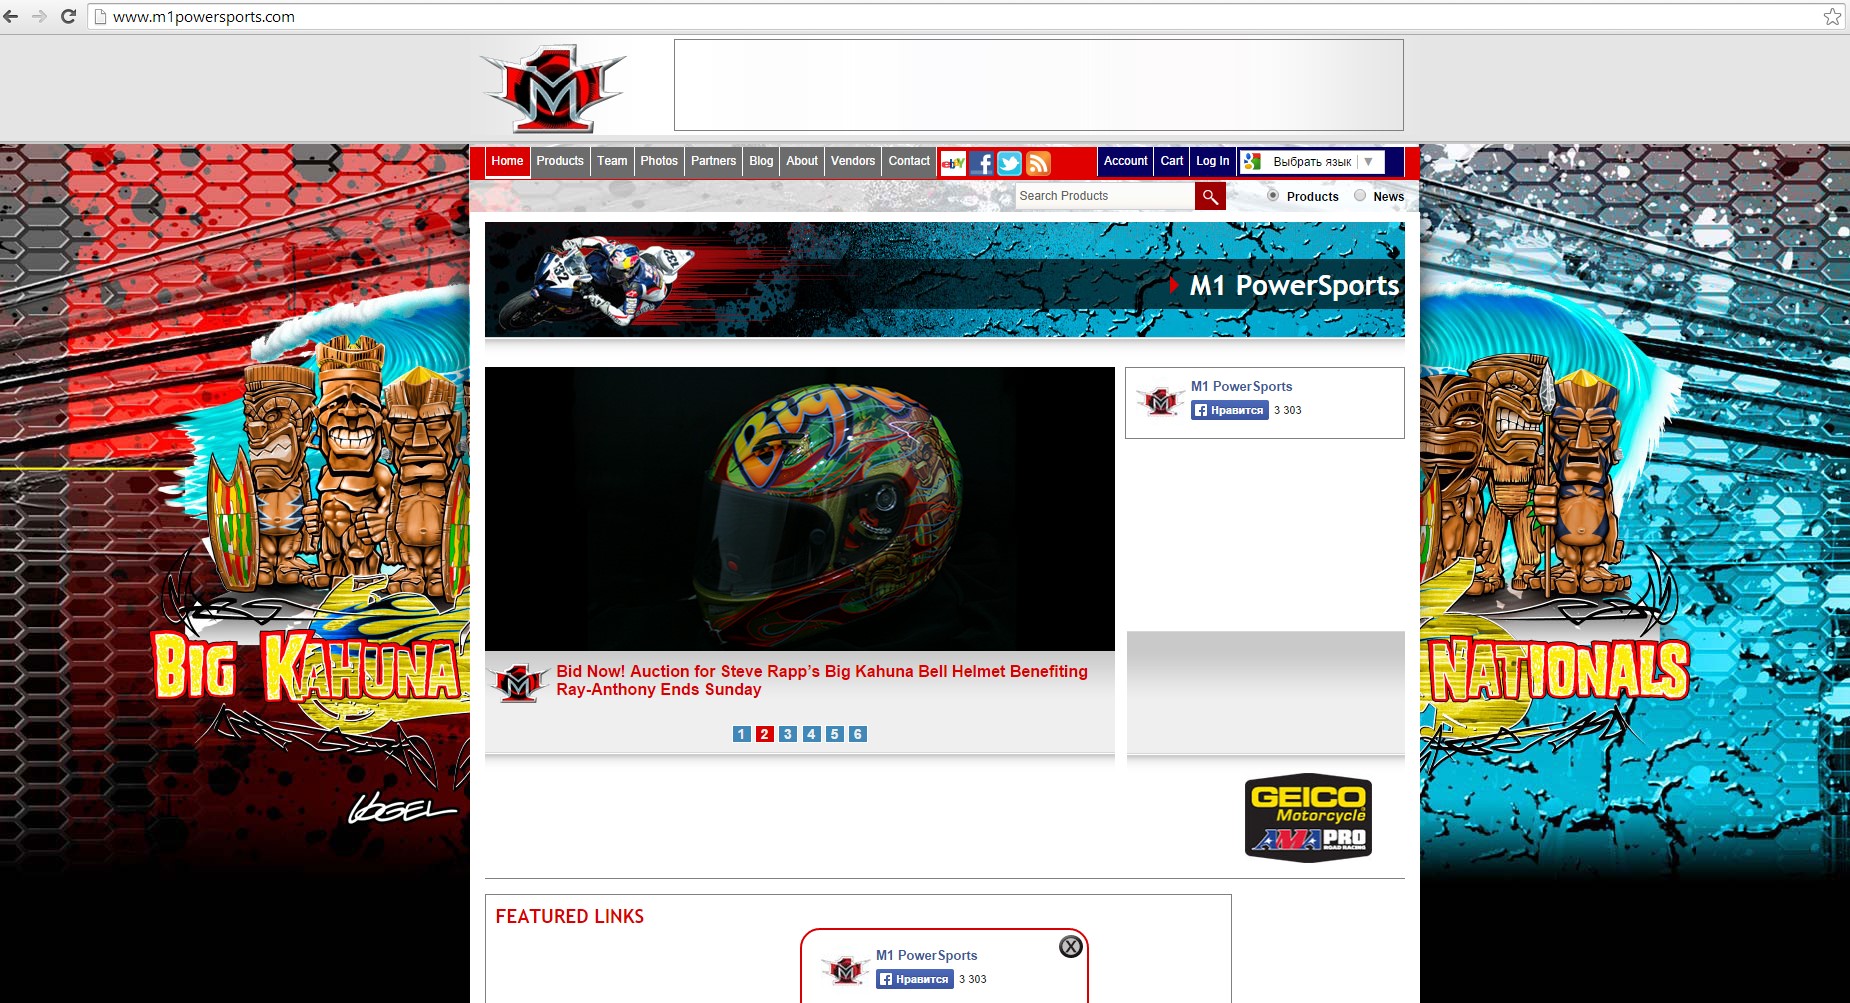 www.m1powersports.com
M1
Home Products Team Photos Partners Blog About Vendors Contact ebY Account Cart Log In Выбрать язык
Search Products Products News
M1 PowerSports
M1 PowerSports
Нравится 3 303
Bid Now! Auction for Steve Rapp’s Big Kahuna Bell Helmet Benefiting
Ray-Anthony Ends Sunday
1 2 3 4 5 6
BIG KAHUNA
NATIONALS
VOGEL
GEICO
Motorcycle
AMA PRO
ROAD RACING
FEATURED LINKS
M1 PowerSports
Нравится 3 303